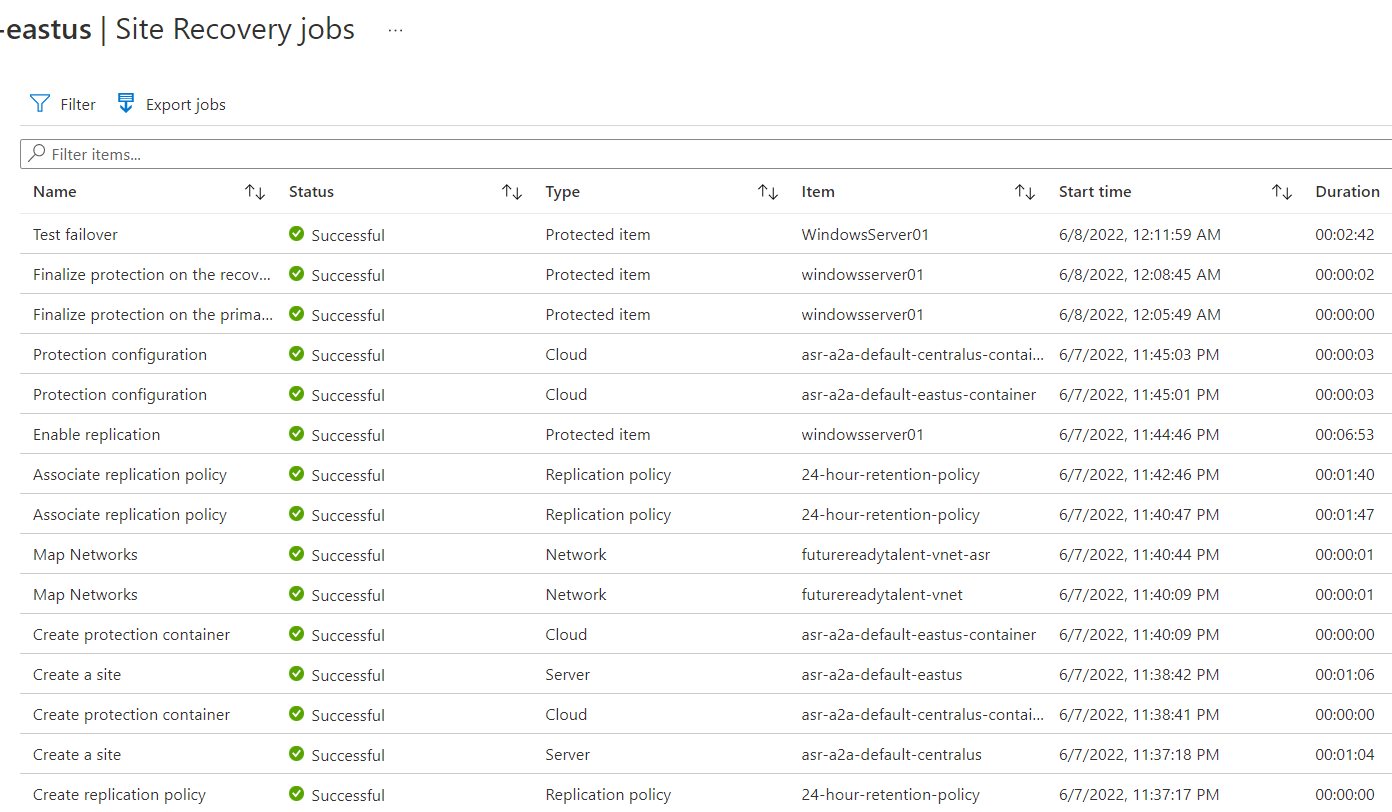 -eastus | Site Recovery jobs ...
Filter Export jobs
Filter items...
Name Status Type Item Start time Duration
Test failover Successful Protected item WindowsServer01 6/8/2022, 12:11:59 AM 00:02:42
Finalize protection on the recov... Successful Protected item windowsserver01 6/8/2022, 12:08:45 AM 00:00:02
Finalize protection on the prima... Successful Protected item windowsserver01 6/8/2022, 12:05:49 AM 00:00:00
Protection configuration Successful Cloud asr-a2a-default-centralus-contai... 6/7/2022, 11:45:03 PM 00:00:03
Protection configuration Successful Cloud asr-a2a-default-eastus-container 6/7/2022, 11:45:01 PM 00:00:03
Enable replication Successful Protected item windowsserver01 6/7/2022, 11:44:46 PM 00:06:53
Associate replication policy Successful Replication policy 24-hour-retention-policy 6/7/2022, 11:42:46 PM 00:01:40
Associate replication policy Successful Replication policy 24-hour-retention-policy 6/7/2022, 11:40:47 PM 00:01:47
Map Networks Successful Network futurereadytalent-vnet-asr 6/7/2022, 11:40:44 PM 00:00:01
Map Networks Successful Network futurereadytalent-vnet 6/7/2022, 11:40:09 PM 00:00:01
Create protection container Successful Cloud asr-a2a-default-eastus-container 6/7/2022, 11:40:09 PM 00:00:00
Create a site Successful Server asr-a2a-default-eastus 6/7/2022, 11:38:42 PM 00:01:06
Create protection container Successful Cloud asr-a2a-default-centralus-contai... 6/7/2022, 11:38:41 PM 00:00:00
Create a site Successful Server asr-a2a-default-centralus 6/7/2022, 11:37:18 PM 00:01:04
Create replication policy Successful Replication policy 24-hour-retention-policy 6/7/2022, 11:37:17 PM 00:00:00